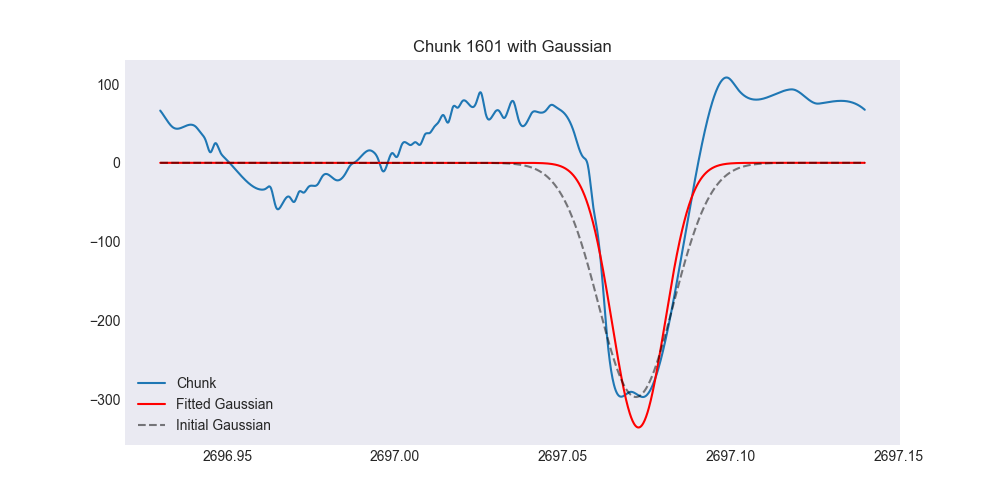 Chunk 1601 with Gaussian
100
0
−100
−200
−300
Chunk
Fitted Gaussian
Initial Gaussian
2696.95 2697.00 2697.05 2697.10 2697.15